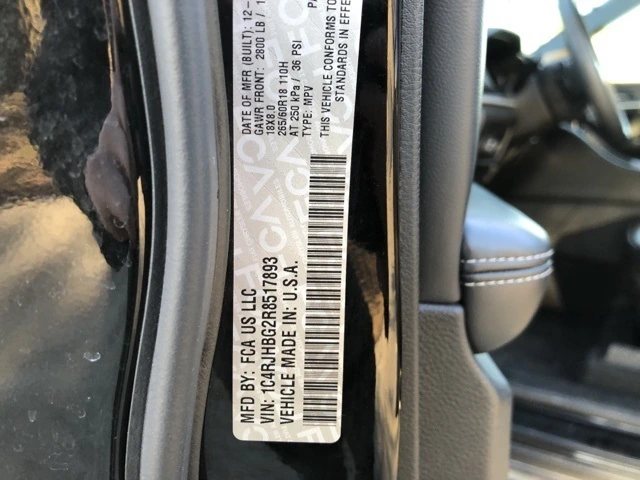 MFD BY: FCA US LLC
VIN: 1C4RJHBG2R8517893
VEHICLE MADE IN: U.S.A.
DATE OF MFR (BUILT): 12-
GAWR FRONT: 2800 LB / 1
18X8.0
265/60R18 110H
AT 250 kPa / 36 PSI
TYPE: MPV
THIS VEHICLE CONFORMS TO
STANDARDS IN EFFE